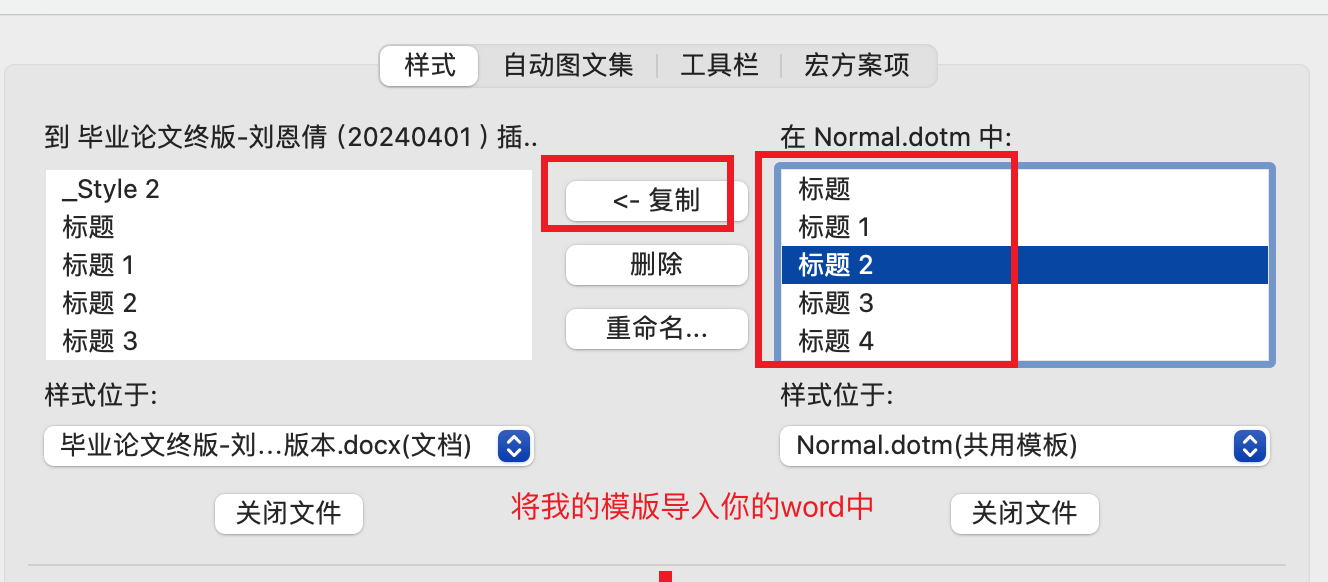 样式 自动图文集 工具栏 宏方案项
到 毕业论文终版-刘恩倩（20240401）插..
在 Normal.dotm 中:
_Style 2
标题
标题 1
标题 2
标题 3
<- 复制
删除
重命名...
标题
标题 1
标题 2
标题 3
标题 4
样式位于:
样式位于:
毕业论文终版-刘...版本.docx(文档)
Normal.dotm(共用模板)
关闭文件
将我的模版导入你的word中
关闭文件